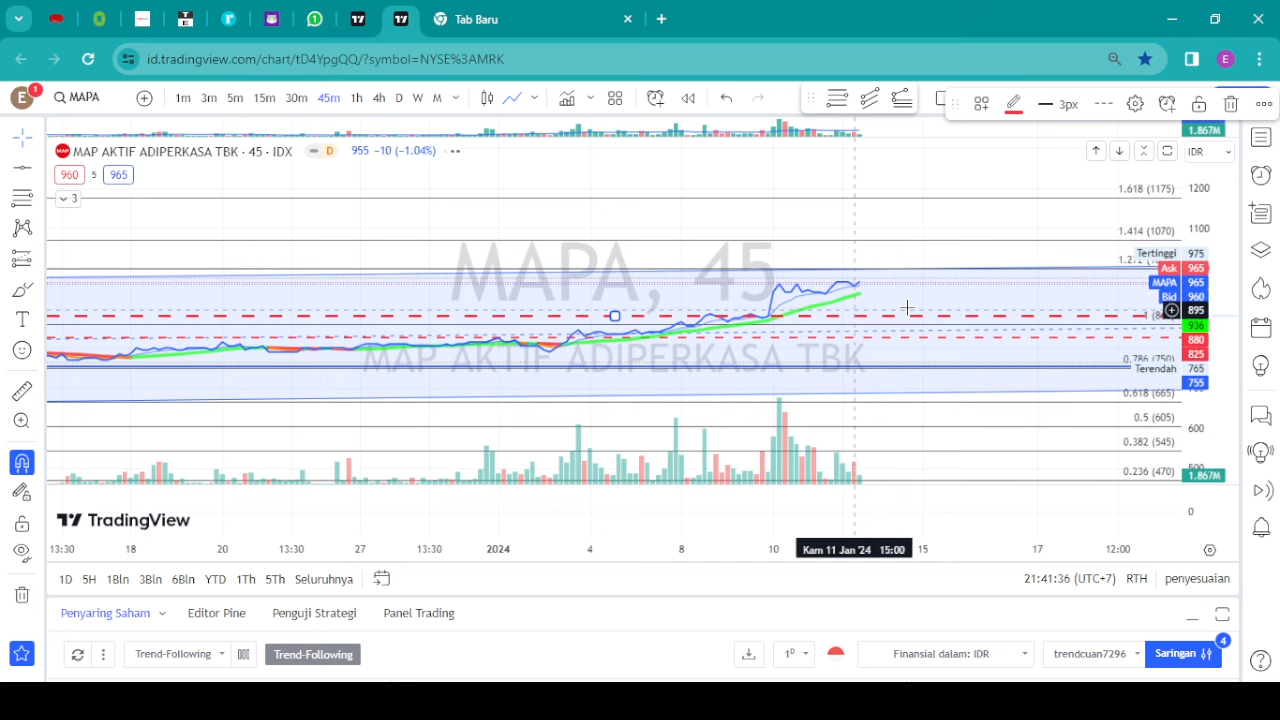 Tab Baru
id.tradingview.com/chart/tD4YpgQQ/?symbol=NYSE%3AMRK
E
E
1
MAPA
1m 3m 5m 15m 30m 45m 1h 4h D W M
3px
1.867M
MAP AKTIF ADIPERKASA TBK · 45 · IDX
D
955 −10 (−1.04%)
IDR
960 5 965
3
MAPA, 45
MAP AKTIF ADIPERKASA TBK
1.618 (1175)
1200
1100
1.414 (1070)
Tertinggi 975
Ask 965
MAPA 965
Bid 960
895
936
880
825
0.786 (750)
Terendah 765
755
0.618 (665)
0.5 (605)
600
0.382 (545)
0.236 (470)
1.867M
0
TradingView
13:30 18 20 13:30 27 13:30 2024 4 8 10 Kam 11 Jan '24 15:00 15 17 12:00
1D 5H 1Bln 3Bln 6Bln YTD 1Th 5Th Seluruhnya
21:41:36 (UTC+7) RTH penyesuaian
Penyaring Saham Editor Pine Penguji Strategi Panel Trading
Trend-Following
Trend-Following
1D
Finansial dalam: IDR
trendcuan7296
Saringan
4